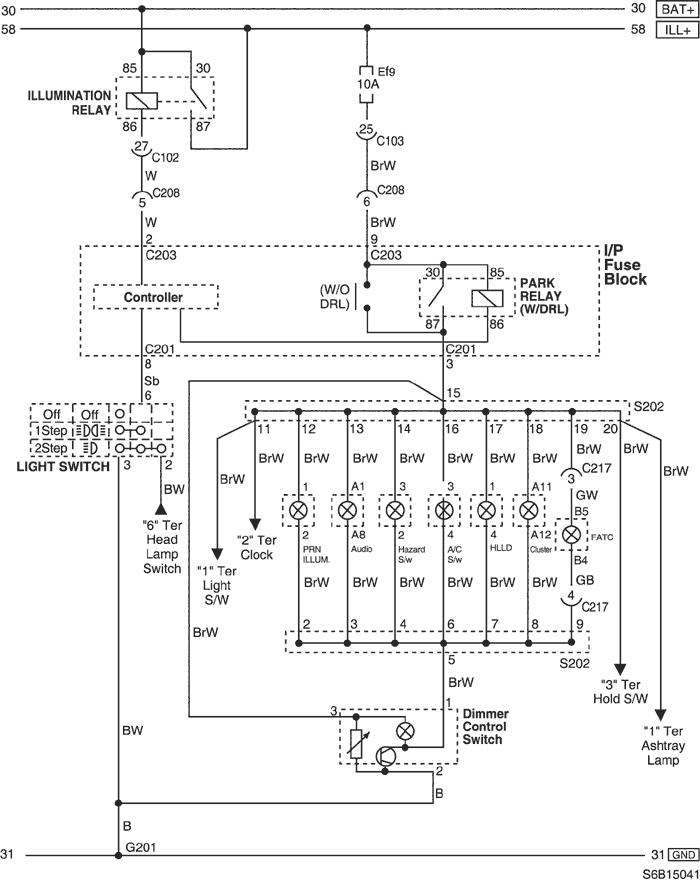 30 30 BAT+
58 58 ILL+
85 30
Ef9
10A
ILLUMINATION
RELAY
86 87
27 C102
25 C103
W BrW
C208 C208
5 6
W BrW
2 9
C203 C203
I/P
Fuse
Block
Controller
(W/O
DRL)
30 85
PARK
RELAY
(W/DRL)
87 86
C201 C201
8 3
Sb
6 15
S202
Off Off
1Step
2Step
LIGHT SWITCH
3 2
11 12 13 14 16 17 18 19 20
BW
BrW BrW BrW BrW BrW BrW BrW BrW BrW BrW BrW
C217
3
GW
1 A1 3 3 1 A11 B5
2 A8 2 4 4 A12 B4
"6" Ter
Head
Lamp
Switch
"1" Ter
Light
S/W
"2" Ter
Clock
PRN
ILLUM.
Audio
Hazard
S/w
A/C
S/w
HLLD
Cluster
FATC
BrW BrW BrW BrW BrW BrW GB
4 C217
BrW
2 3 4 6 7 8 9
5 S202
BrW
"3" Ter
Hold S/W
"1" Ter
Ashtray
Lamp
3 1
Dimmer
Control
Switch
BW
2
B
B
G201
31 31 GND
S6B15041